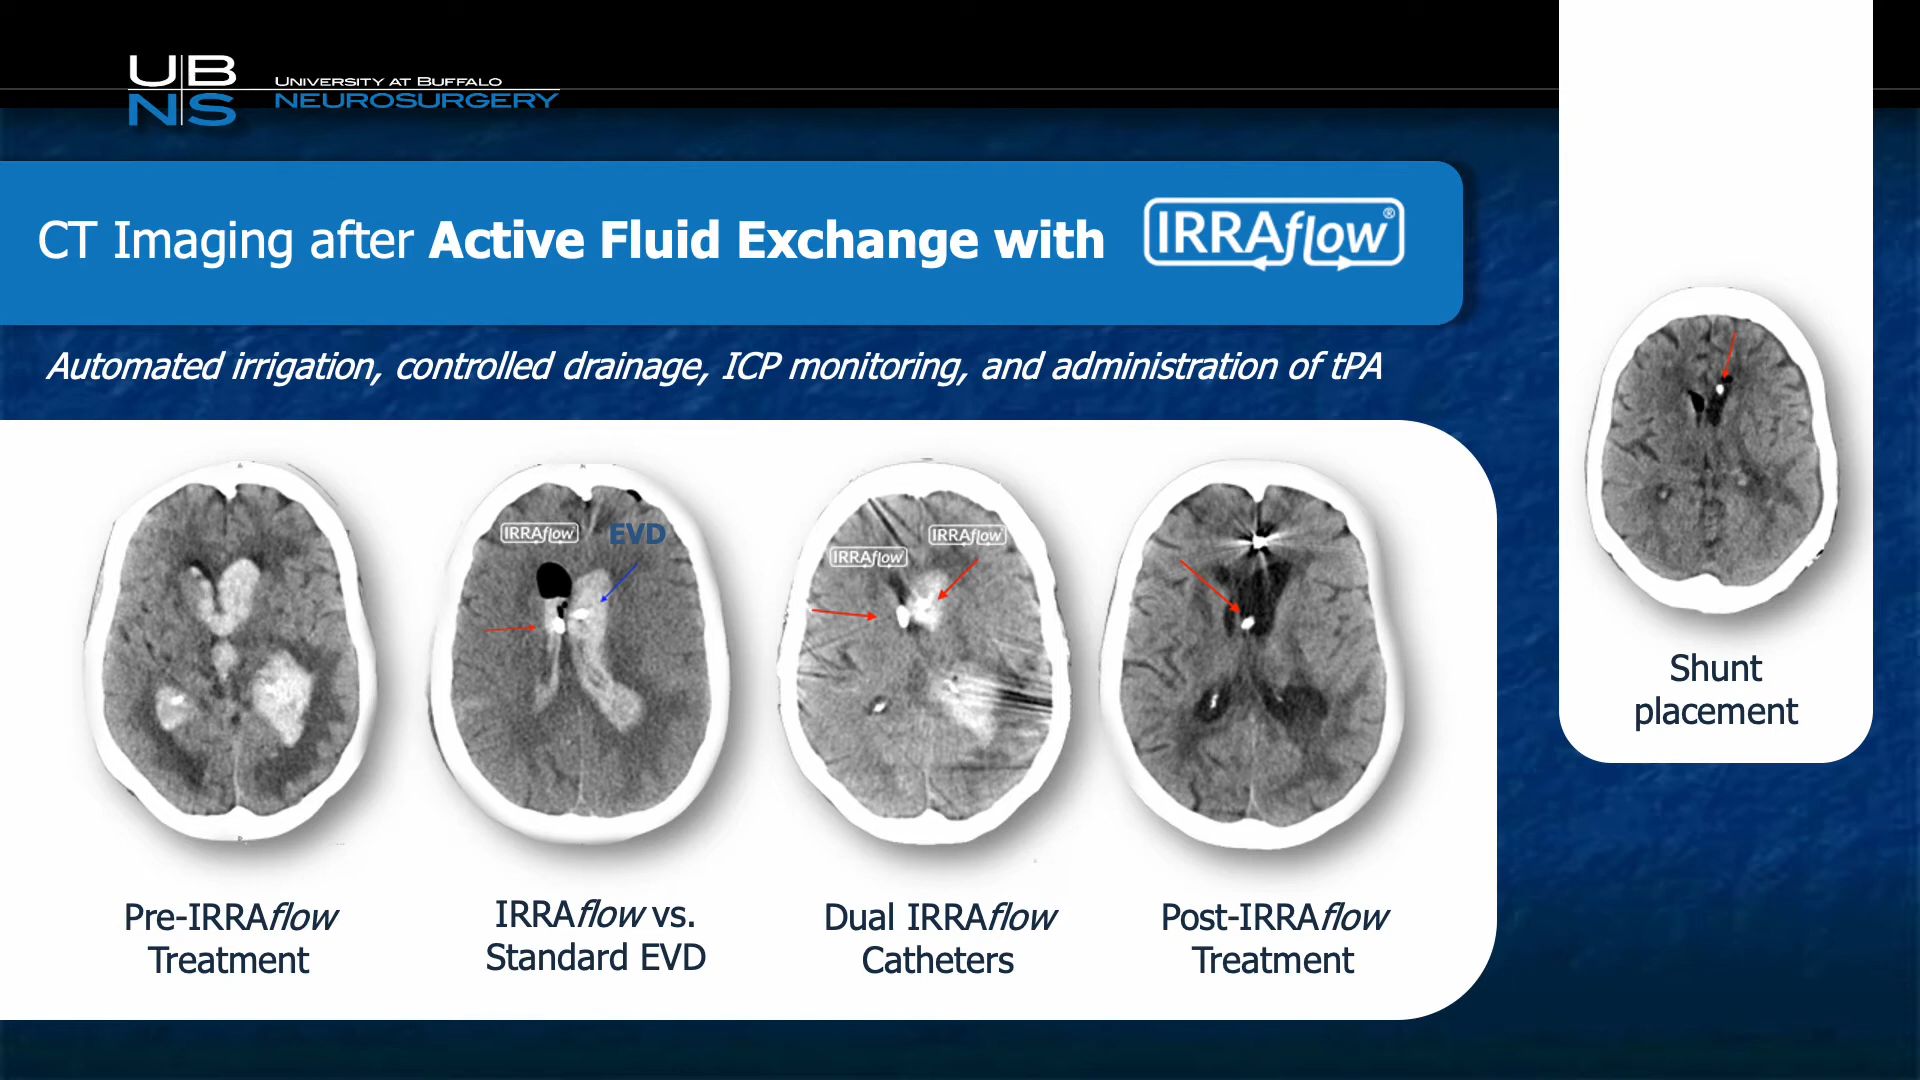 UB
NS
UNIVERSITY AT BUFFALO
NEUROSURGERY
CT Imaging after Active Fluid Exchange with IRRAflow®
Automated irrigation, controlled drainage, ICP monitoring, and administration of tPA
IRRAflow
EVD
IRRAflow
IRRAflow
Pre-IRRAflow
Treatment
IRRAflow vs.
Standard EVD
Dual IRRAflow
Catheters
Post-IRRAflow
Treatment
Shunt
placement